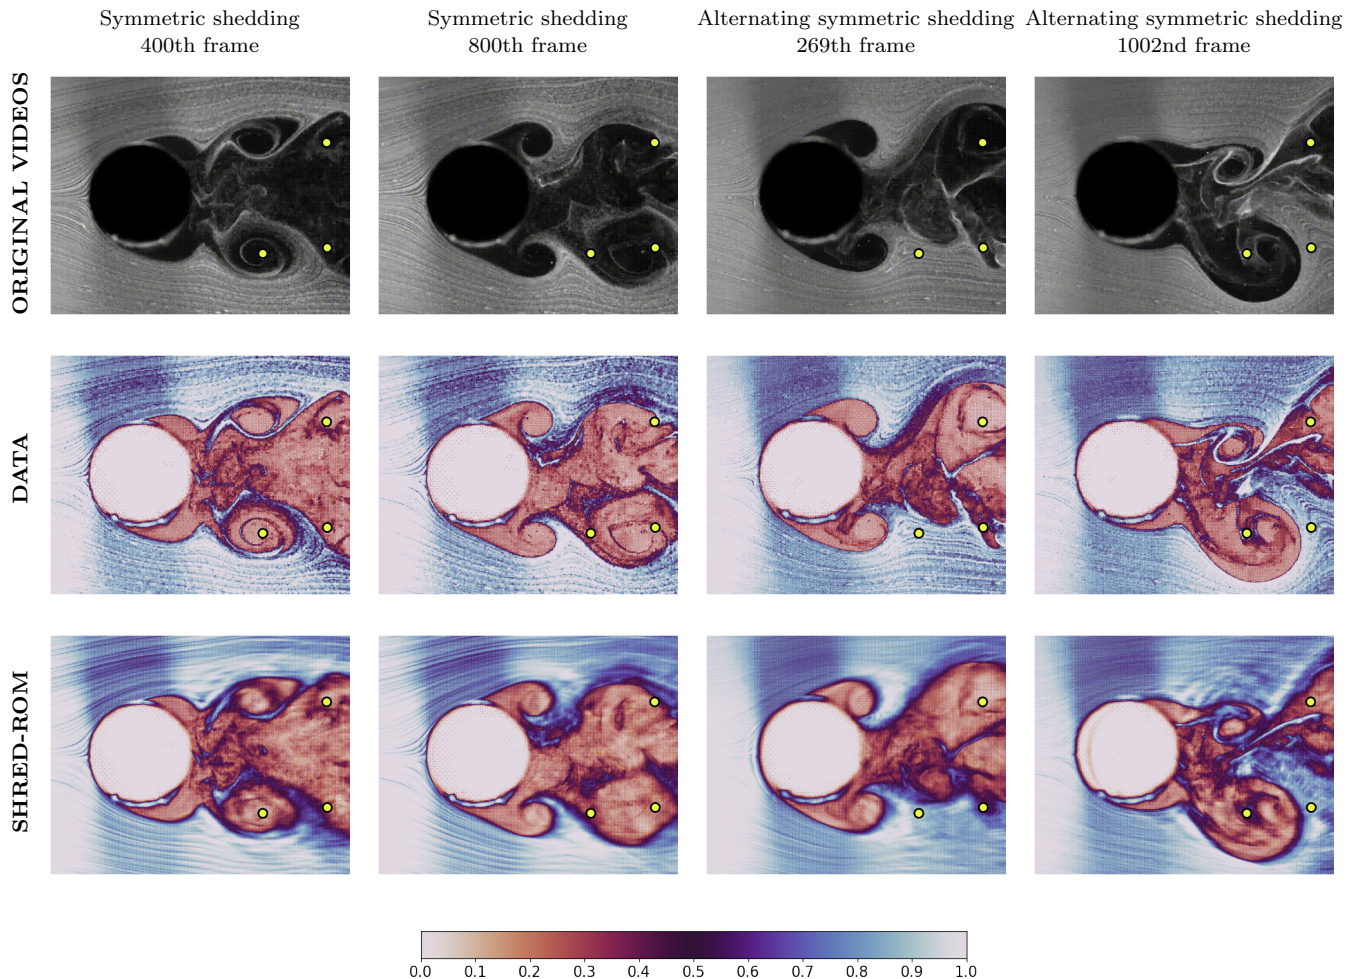 Symmetric shedding
400th frame
Symmetric shedding
800th frame
Alternating symmetric shedding
269th frame
Alternating symmetric shedding
1002nd frame
ORIGINAL VIDEOS
DATA
SHRED-ROM
0.0 0.1 0.2 0.3 0.4 0.5 0.6 0.7 0.8 0.9 1.0